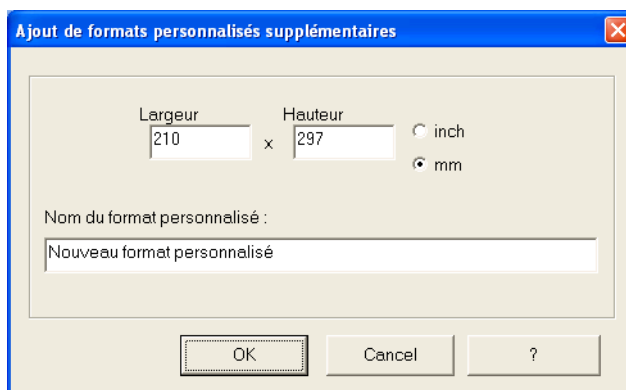 Ajout de formats personnalisés supplémentaires
Largeur Hauteur
210 x 297
inch
mm
Nom du format personnalisé :
Nouveau format personnalisé
OK Cancel ?